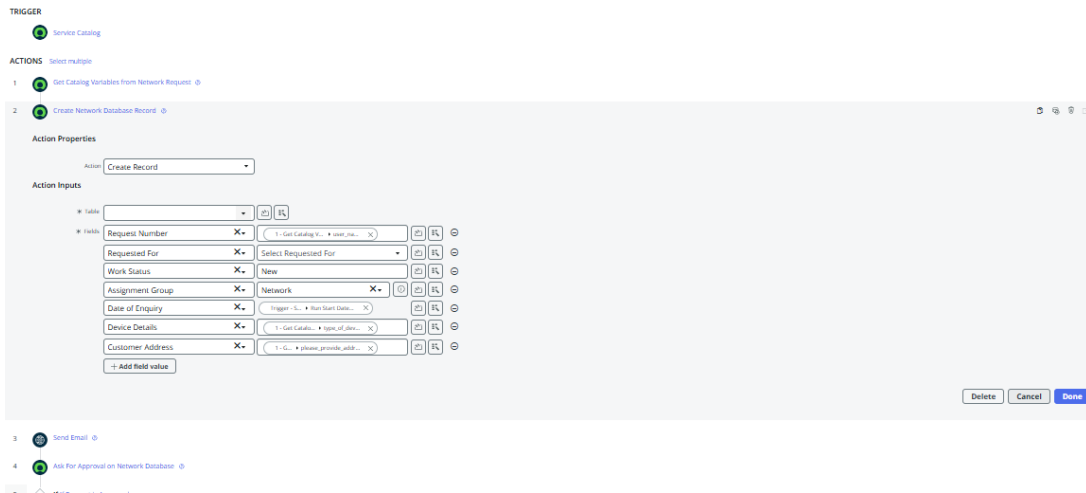 TRIGGER
Service Catalog
ACTIONS Select multiple
1 Get Catalog Variables from Network Request
2 Create Network Database Record
Action Properties
Action Create Record
Action Inputs
* Table
* Fields Request Number 1 - Get Catalog V... user_na...
Requested For Select Requested For
Work Status New
Assignment Group Network
Date of Enquiry Trigger - S... Run Start Date...
Device Details 1 - Get Catalo... type_of_dev...
Customer Address 1 - G... please_provide_addr...
+ Add field value
Delete Cancel Done
3 Send Email
4 Ask For Approval on Network Database